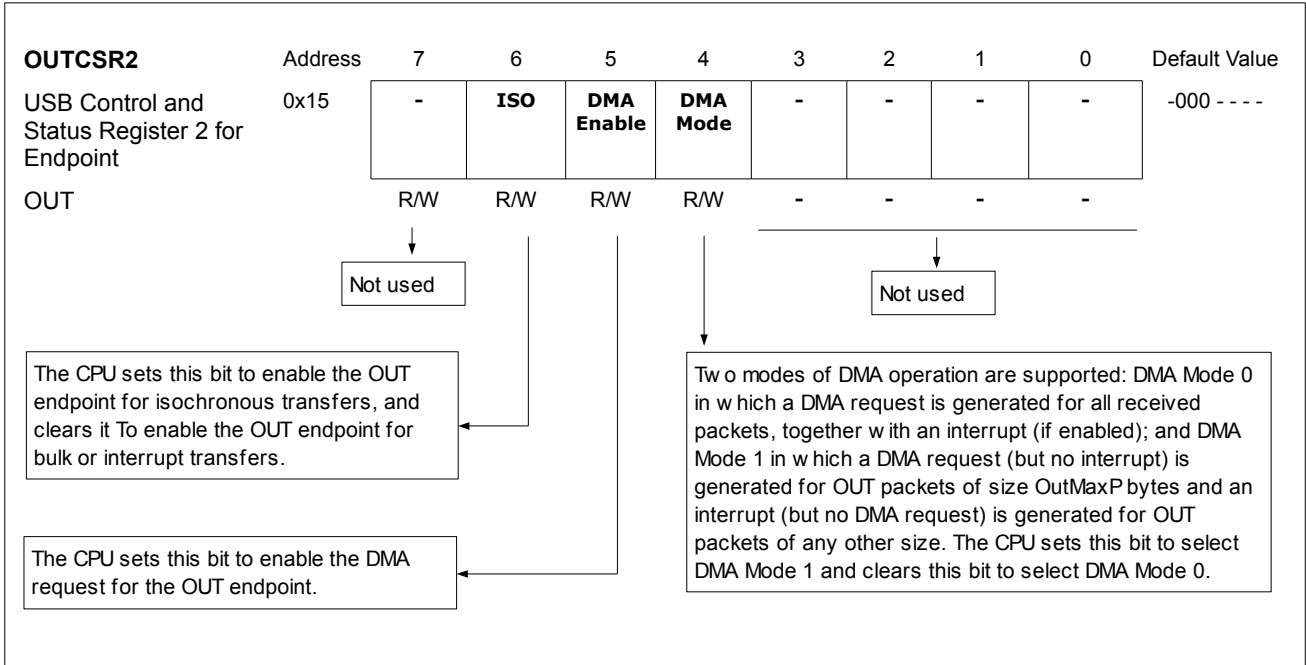 OUTCSR2 Address 7 6 5 4 3 2 1 0 Default Value
USB Control and
Status Register 2 for
Endpoint
0x15 - ISO DMA Enable DMA Mode - - - - -000 - - - -
OUT R/W R/W R/W R/W - - - -
Not used
Not used
The CPU sets this bit to enable the OUT
endpoint for isochronous transfers, and
clears it To enable the OUT endpoint for
bulk or interrupt transfers.
The CPU sets this bit to enable the DMA
request for the OUT endpoint.
Two modes of DMA operation are supported: DMA Mode 0
in which a DMA request is generated for all received
packets, together with an interrupt (if enabled); and DMA
Mode 1 in which a DMA request (but no interrupt) is
generated for OUT packets of size OutMaxP bytes and an
interrupt (but no DMA request) is generated for OUT
packets of any other size. The CPU sets this bit to select
DMA Mode 1 and clears this bit to select DMA Mode 0.